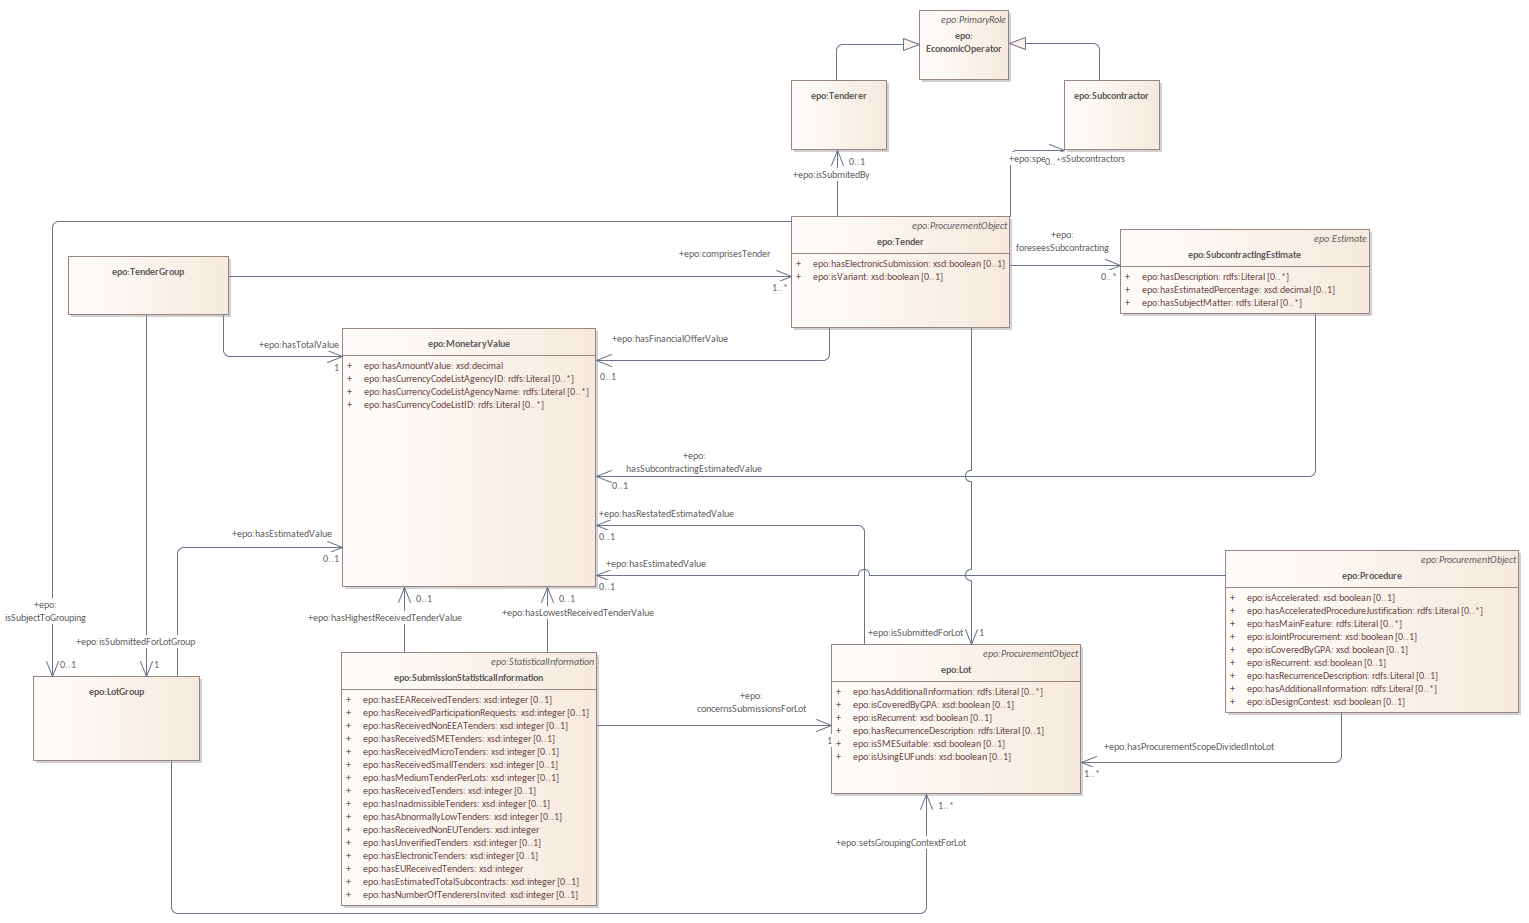 epo:PrimaryRole
epo:
EconomicOperator
epo:Tenderer
epo:Subcontractor
0..1
+epo:isSubmitedBy
0..*
epo:ProcurementObject
epo:Tender
+ epo:hasElectronicSubmission: xsd:boolean [0..1]
+ epo:isVariant: xsd:boolean [0..1]
+epo:
foreseesSubcontracting
0..*
epo:Estimate
epo:SubcontractingEstimate
+ epo:hasDescription: rdfs:Literal [0..*]
+ epo:hasEstimatedPercentage: xsd:decimal [0..1]
+ epo:hasSubjectMatter: rdfs:Literal [0..*]
+epo:comprisesTender
1..*
epo:TenderGroup
+epo:hasTotalValue
1
epo:MonetaryValue
+ epo:hasAmountValue: xsd:decimal
+ epo:hasCurrencyCodeListAgencyID: rdfs:Literal [0..*]
+ epo:hasCurrencyCodeListAgencyName: rdfs:Literal [0..*]
+ epo:hasCurrencyCodeListID: rdfs:Literal [0..*]
+epo:hasFinancialOfferValue
0..1
+epo:
hasSubcontractingEstimatedValue
0..1
+epo:hasRestatedEstimatedValue
0..1
+epo:hasEstimatedValue
0..1
+epo:hasEstimatedValue
0..1
epo:ProcurementObject
epo:Procedure
+ epo:isAccelerated: xsd:boolean [0..1]
+ epo:hasAcceleratedProcedureJustification: rdfs:Literal [0..*]
+ epo:hasMainFeature: rdfs:Literal [0..*]
+ epo:isJointProcurement: xsd:boolean [0..1]
+ epo:isCoveredByGPA: xsd:boolean [0..1]
+ epo:isRecurrent: xsd:boolean [0..1]
+ epo:hasRecurrenceDescription: rdfs:Literal [0..1]
+ epo:hasAdditionalInformation: rdfs:Literal [0..*]
+ epo:isDesignContest: xsd:boolean [0..1]
+epo:
isSubjectToGrouping
0..1
+epo:isSubmittedForLotGroup
1
0..1
+epo:hasHighestReceivedTenderValue
0..1
+epo:hasLowestReceivedTenderValue
+epo:isSubmittedForLot
1
epo:LotGroup
epo:StatisticalInformation
epo:SubmissionStatisticalInformation
+ epo:hasEEAReceivedTenders: xsd:integer [0..1]
+ epo:hasReceivedParticipationRequests: xsd:integer [0..1]
+ epo:hasReceivedNonEEATenders: xsd:integer [0..1]
+ epo:hasReceivedSMETenders: xsd:integer [0..1]
+ epo:hasReceivedMicroTenders: xsd:integer [0..1]
+ epo:hasReceivedSmallTenders: xsd:integer [0..1]
+ epo:hasMediumTenderPerLots: xsd:integer [0..1]
+ epo:hasReceivedTenders: xsd:integer [0..1]
+ epo:hasInadmissibleTenders: xsd:integer [0..1]
+ epo:hasAbnormallyLowTenders: xsd:integer [0..1]
+ epo:hasReceivedNonEUTenders: xsd:integer
+ epo:hasUnverifiedTenders: xsd:integer [0..1]
+ epo:hasElectronicTenders: xsd:integer [0..1]
+ epo:hasEUReceivedTenders: xsd:integer
+ epo:hasEstimatedTotalSubcontracts: xsd:integer [0..1]
+ epo:hasNumberOfTenderersInvited: xsd:integer [0..1]
+epo:
concernsSubmissionsForLot
1
epo:ProcurementObject
epo:Lot
+ epo:hasAdditionalInformation: rdfs:Literal [0..*]
+ epo:isCoveredByGPA: xsd:boolean [0..1]
+ epo:isRecurrent: xsd:boolean [0..1]
+ epo:hasRecurrenceDescription: rdfs:Literal [0..1]
+ epo:isSMESuitable: xsd:boolean [0..1]
+ epo:isUsingEUFunds: xsd:boolean [0..1]
+epo:hasProcurementScopeDividedIntoLot
1..*
1..*
+epo:setsGroupingContextForLot